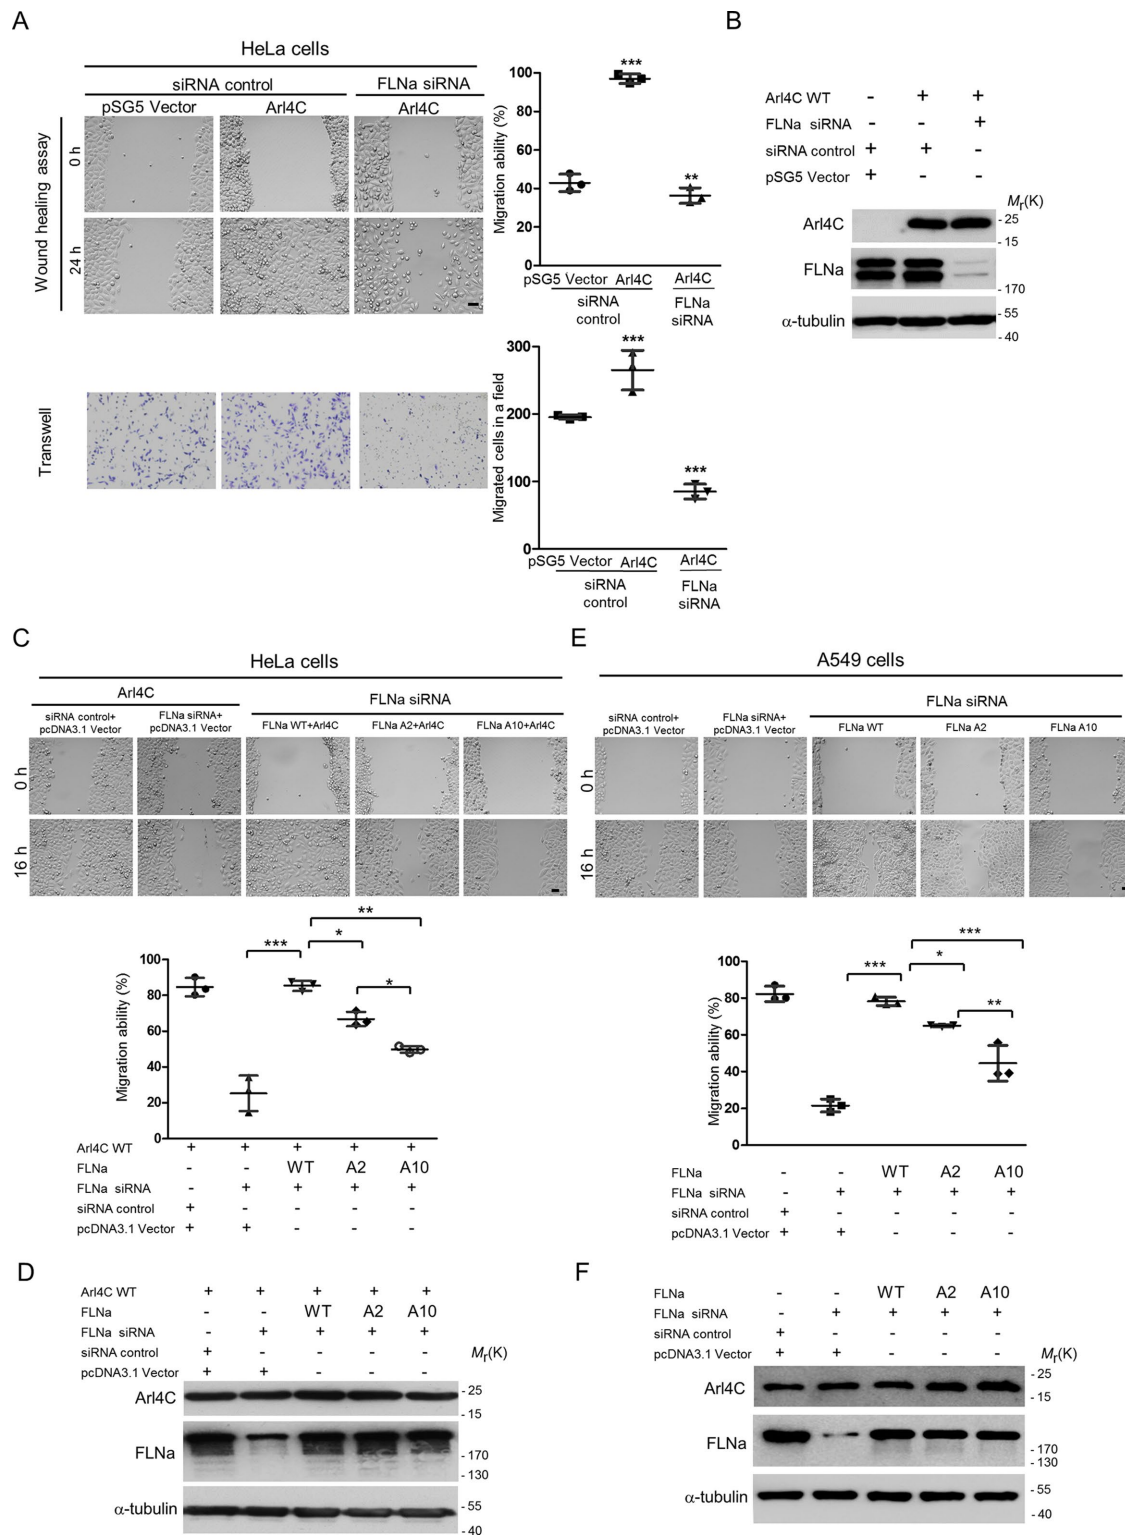 A
HeLa cells
siRNA control
FLNa siRNA
pSG5 Vector
Arl4C
Arl4C
Wound healing assay
0 h
24 h
Transwell
Migration ability (%)
100
80
60
40
20
0
***
**
pSG5 Vector Arl4C Arl4C
siRNA control
FLNa siRNA
Migrated cells in a field
300
200
100
0
***
***
pSG5 Vector Arl4C Arl4C
siRNA control
FLNa siRNA
B
Arl4C WT - + +
FLNa siRNA - - +
siRNA control + + -
pSG5 Vector + - -
Mr(K)
Arl4C
- 25
- 15
FLNa
- 170
α-tubulin
- 55
- 40
C
HeLa cells
Arl4C
FLNa siRNA
siRNA control+
pcDNA3.1 Vector
FLNa siRNA+
pcDNA3.1 Vector
FLNa WT+Arl4C
FLNa A2+Arl4C
FLNa A10+Arl4C
0 h
16 h
Migration ability (%)
100
80
60
40
20
0
***
*
**
*
Arl4C WT + + + + +
FLNa - - WT A2 A10
FLNa siRNA - + + + +
siRNA control + - - - -
pcDNA3.1 Vector + + - - -
E
A549 cells
FLNa siRNA
siRNA control+
pcDNA3.1 Vector
FLNa siRNA+
pcDNA3.1 Vector
FLNa WT
FLNa A2
FLNa A10
0 h
16 h
Migration ability (%)
100
80
60
40
20
0
***
*
***
**
FLNa - - WT A2 A10
FLNa siRNA - + + + +
siRNA control + - - - -
pcDNA3.1 Vector + + - - -
D
Arl4C WT + + + + +
FLNa - - WT A2 A10
FLNa siRNA - + + + +
siRNA control + - - - -
pcDNA3.1 Vector + + - - -
Mr(K)
Arl4C
- 25
- 15
FLNa
- 170
- 130
α-tubulin
- 55
- 40
F
FLNa - - WT A2 A10
FLNa siRNA - + + + +
siRNA control + - - - -
pcDNA3.1 Vector + + - - -
Mr(K)
Arl4C
- 25
- 15
FLNa
- 170
- 130
α-tubulin
- 55
- 40